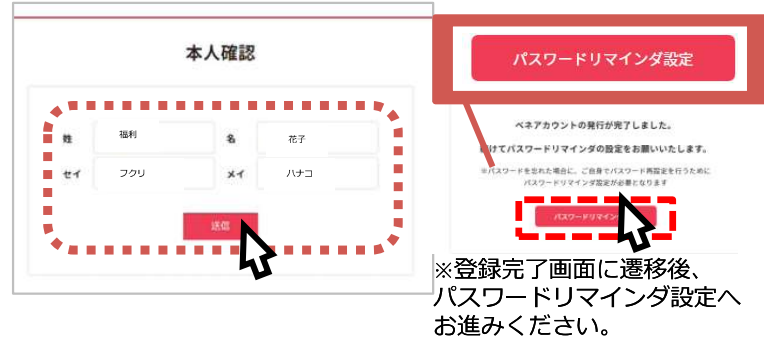 本人確認
姓
福利
名
花子
セイ
フクリ
メイ
ハナコ
送信
パスワードリマインダ設定
ベネアカウントの発行が完了しました。
けてパスワードリマインダの設定をお願いいたします。
※パスワードを忘れた場合に、ご自身でパスワード再設定を行うために
パスワードリマインダ設定が必要となります
パスワードリマイン
※登録完了画面に遷移後、
パスワードリマインダ設定へ
お進みください。